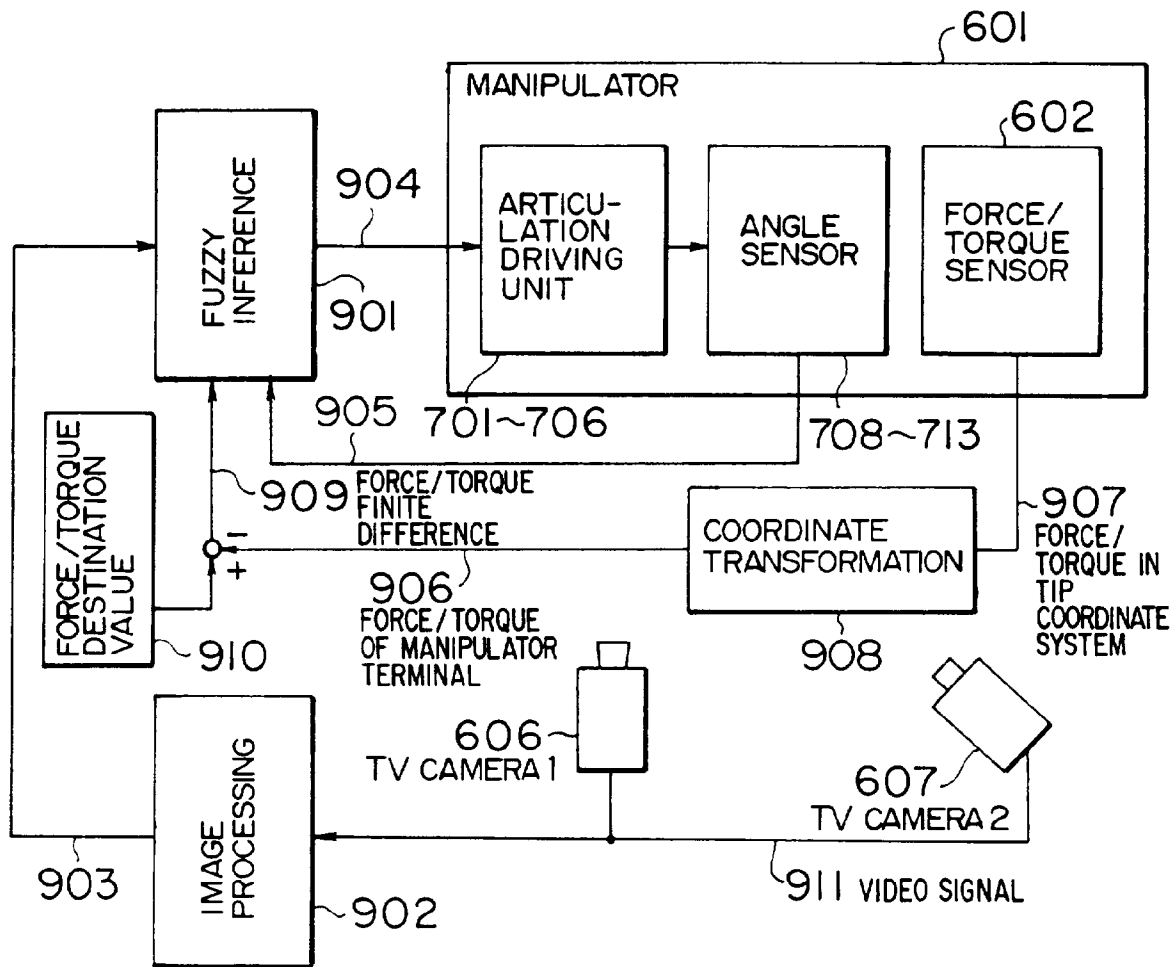 601
MANIPULATOR
602
FUZZY
INFERENCE
904
901
ARTICU-
LATION
DRIVING
UNIT
ANGLE
SENSOR
FORCE/
TORQUE
SENSOR
905
701~706
708~713
FORCE/TORQUE
DESTINATION
VALUE
909
FORCE/TORQUE
FINITE
DIFFERENCE
COORDINATE
TRANSFORMATION
907
FORCE/
TORQUE IN
TIP
COORDINATE
SYSTEM
-
+
906
FORCE/TORQUE
OF MANIPULATOR
TERMINAL
910
908
606
TV CAMERA 1
607
TV CAMERA 2
IMAGE
PROCESSING
903
902
911 VIDEO SIGNAL